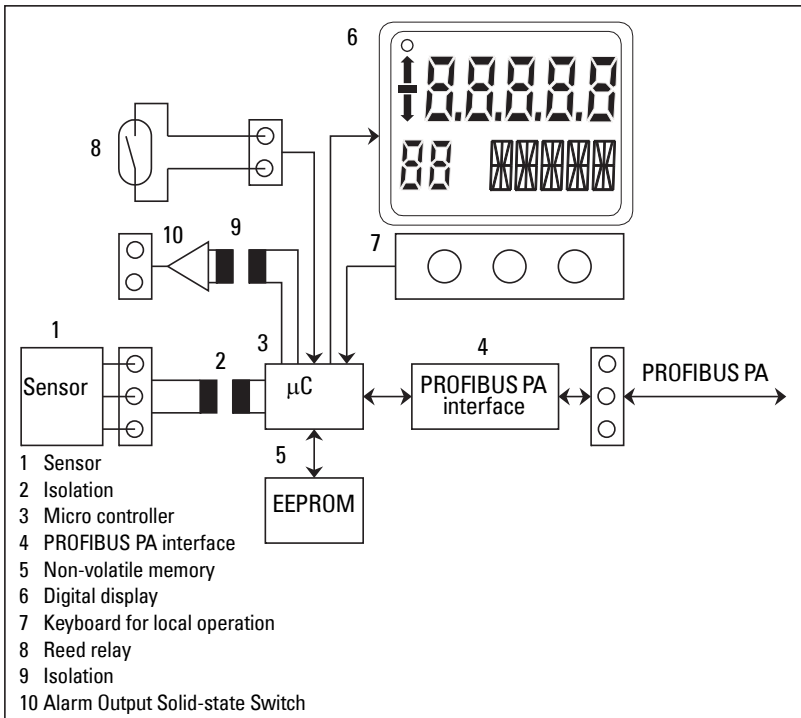 6
8
9
10
7
1
2
3
4
Sensor
μC
PROFIBUS PA
interface
PROFIBUS PA
5
EEPROM
1 Sensor
2 Isolation
3 Micro controller
4 PROFIBUS PA interface
5 Non-volatile memory
6 Digital display
7 Keyboard for local operation
8 Reed relay
9 Isolation
10 Alarm Output Solid-state Switch